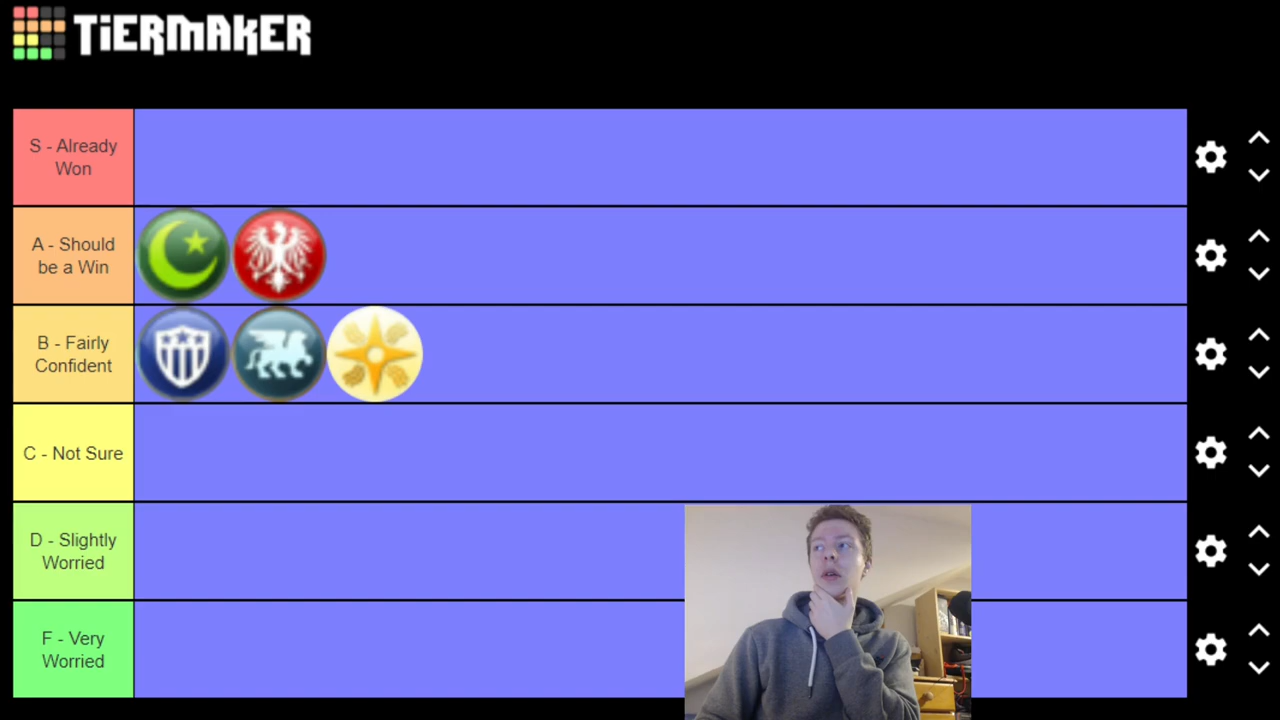 TiERMAKER
S - Already
Won
A - Should
be a Win
B - Fairly
Confident
C - Not Sure
D - Slightly
Worried
F - Very
Worried